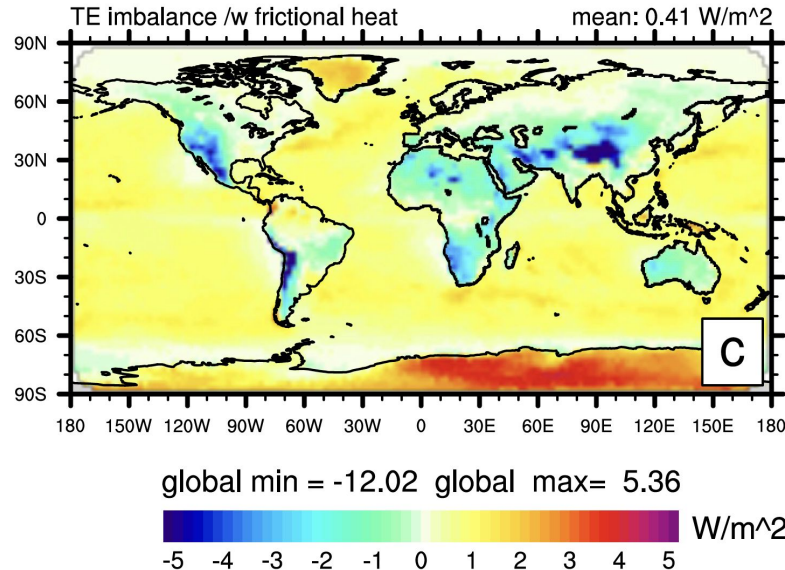 TE imbalance /w frictional heat mean: 0.41 W/m^2
90N
60N
30N
0
30S
60S
90S
C
180 150W 120W 90W 60W 30W 0 30E 60E 90E 120E 150E 180
global min = -12.02 global max= 5.36
W/m^2
-5 -4 -3 -2 -1 0 1 2 3 4 5